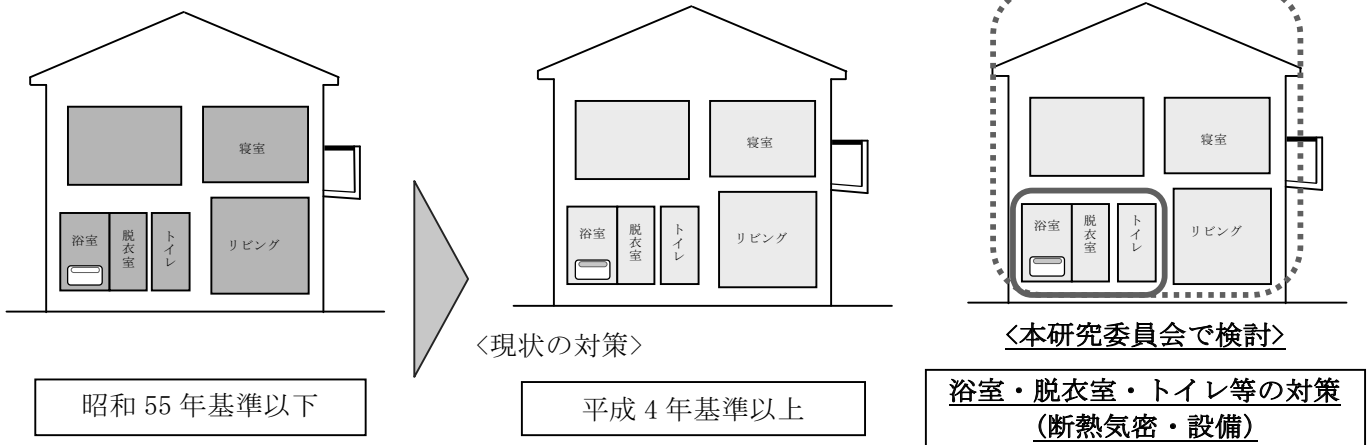 寝室
浴室
脱衣室
トイレ
リビング
昭和 55 年基準以下
寝室
浴室
脱衣室
トイレ
リビング
<現状の対策>
平成 4 年基準以上
寝室
浴室
脱衣室
トイレ
リビング
<本研究委員会で検討>
浴室・脱衣室・トイレ等の対策
(断熱気密・設備)